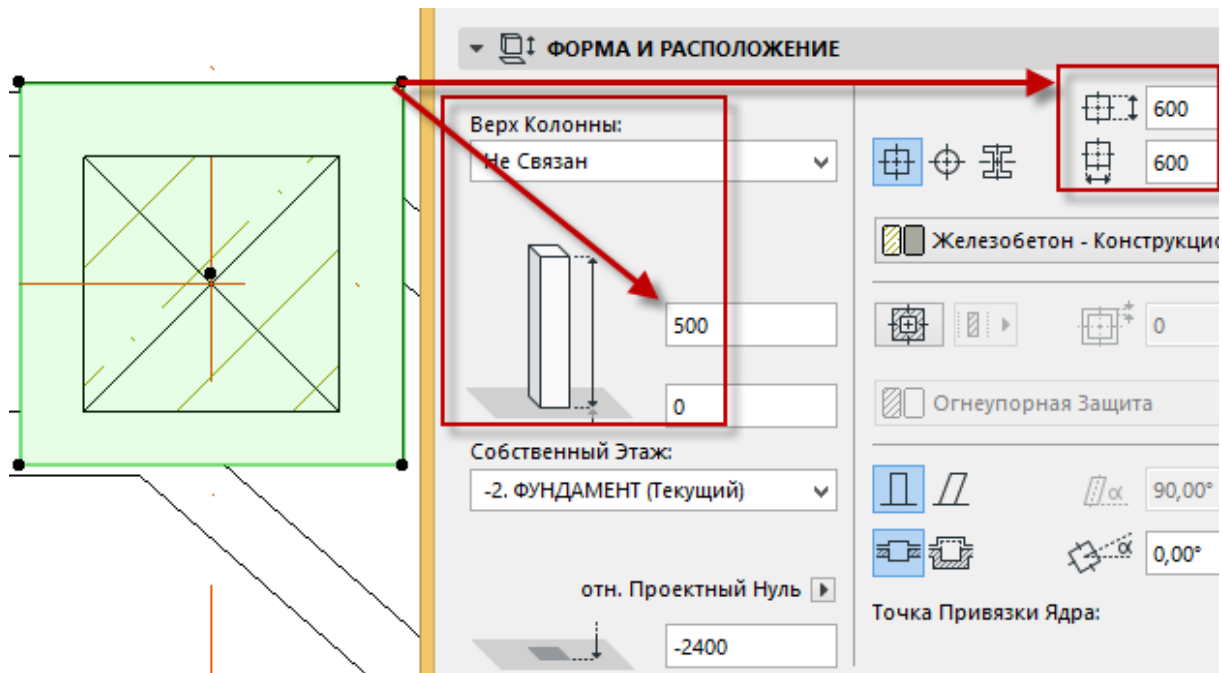 ФОРМА И РАСПОЛОЖЕНИЕ
Верх Колонны:
Не Связан
500
0
Собственный Этаж:
-2. ФУНДАМЕНТ (Текущий)
отн. Проектный Нуль
-2400
600
600
Железобетон - Конструкцио
0
Огнеупорная Защита
α
90,00°
α
0,00°
Точка Привязки Ядра: